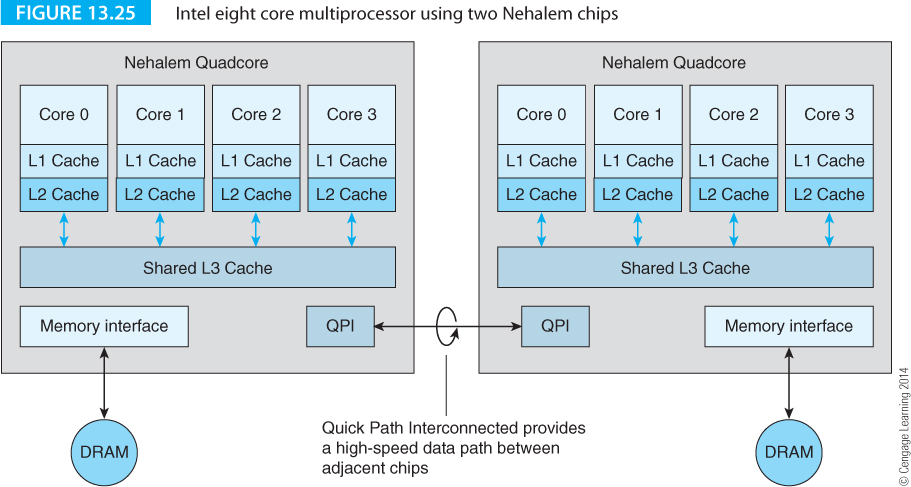 FIGURE 13.25 Intel eight core multiprocessor using two Nehalem chips
Nehalem Quadcore
Core 0 Core 1 Core 2 Core 3
L1 Cache L1 Cache L1 Cache L1 Cache
L2 Cache L2 Cache L2 Cache L2 Cache
Shared L3 Cache
Memory interface QPI
DRAM
Nehalem Quadcore
Core 0 Core 1 Core 2 Core 3
L1 Cache L1 Cache L1 Cache L1 Cache
L2 Cache L2 Cache L2 Cache L2 Cache
Shared L3 Cache
QPI Memory interface
DRAM
Quick Path Interconnected provides
a high-speed data path between
adjacent chips
© Cengage Learning 2014